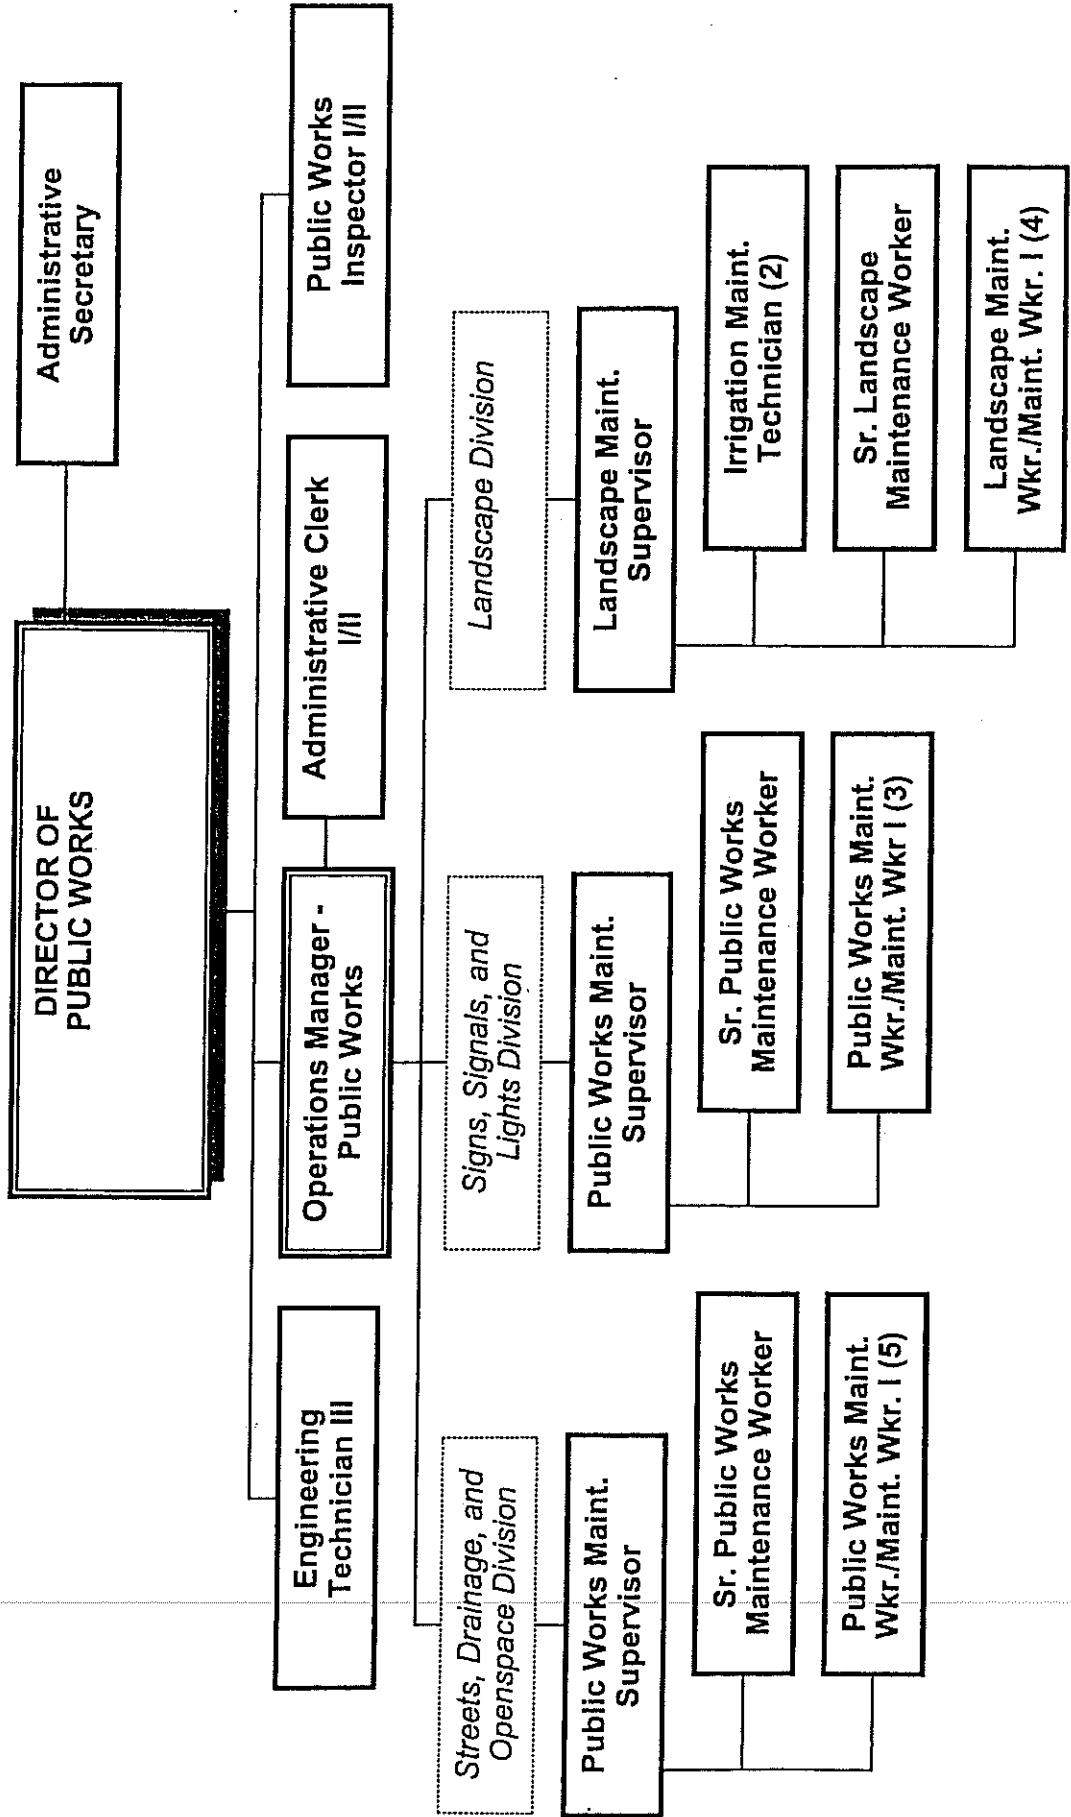 DIRECTOR OF
PUBLIC WORKS
Administrative
Secretary
Engineering
Technician III
Operations Manager -
Public Works
Administrative Clerk
I/II
Public Works
Inspector I/II
Streets, Drainage, and
Openspace Division
Signs, Signals, and
Lights Division
Landscape Division
Public Works Maint.
Supervisor
Public Works Maint.
Supervisor
Landscape Maint.
Supervisor
Sr. Public Works
Maintenance Worker
Public Works Maint.
Wkr./Maint. Wkr. I (5)
Sr. Public Works
Maintenance Worker
Public Works Maint.
Wkr./Maint. Wkr I (3)
Irrigation Maint.
Technician (2)
Sr. Landscape
Maintenance Worker
Landscape Maint.
Wkr./Maint. Wkr. I (4)